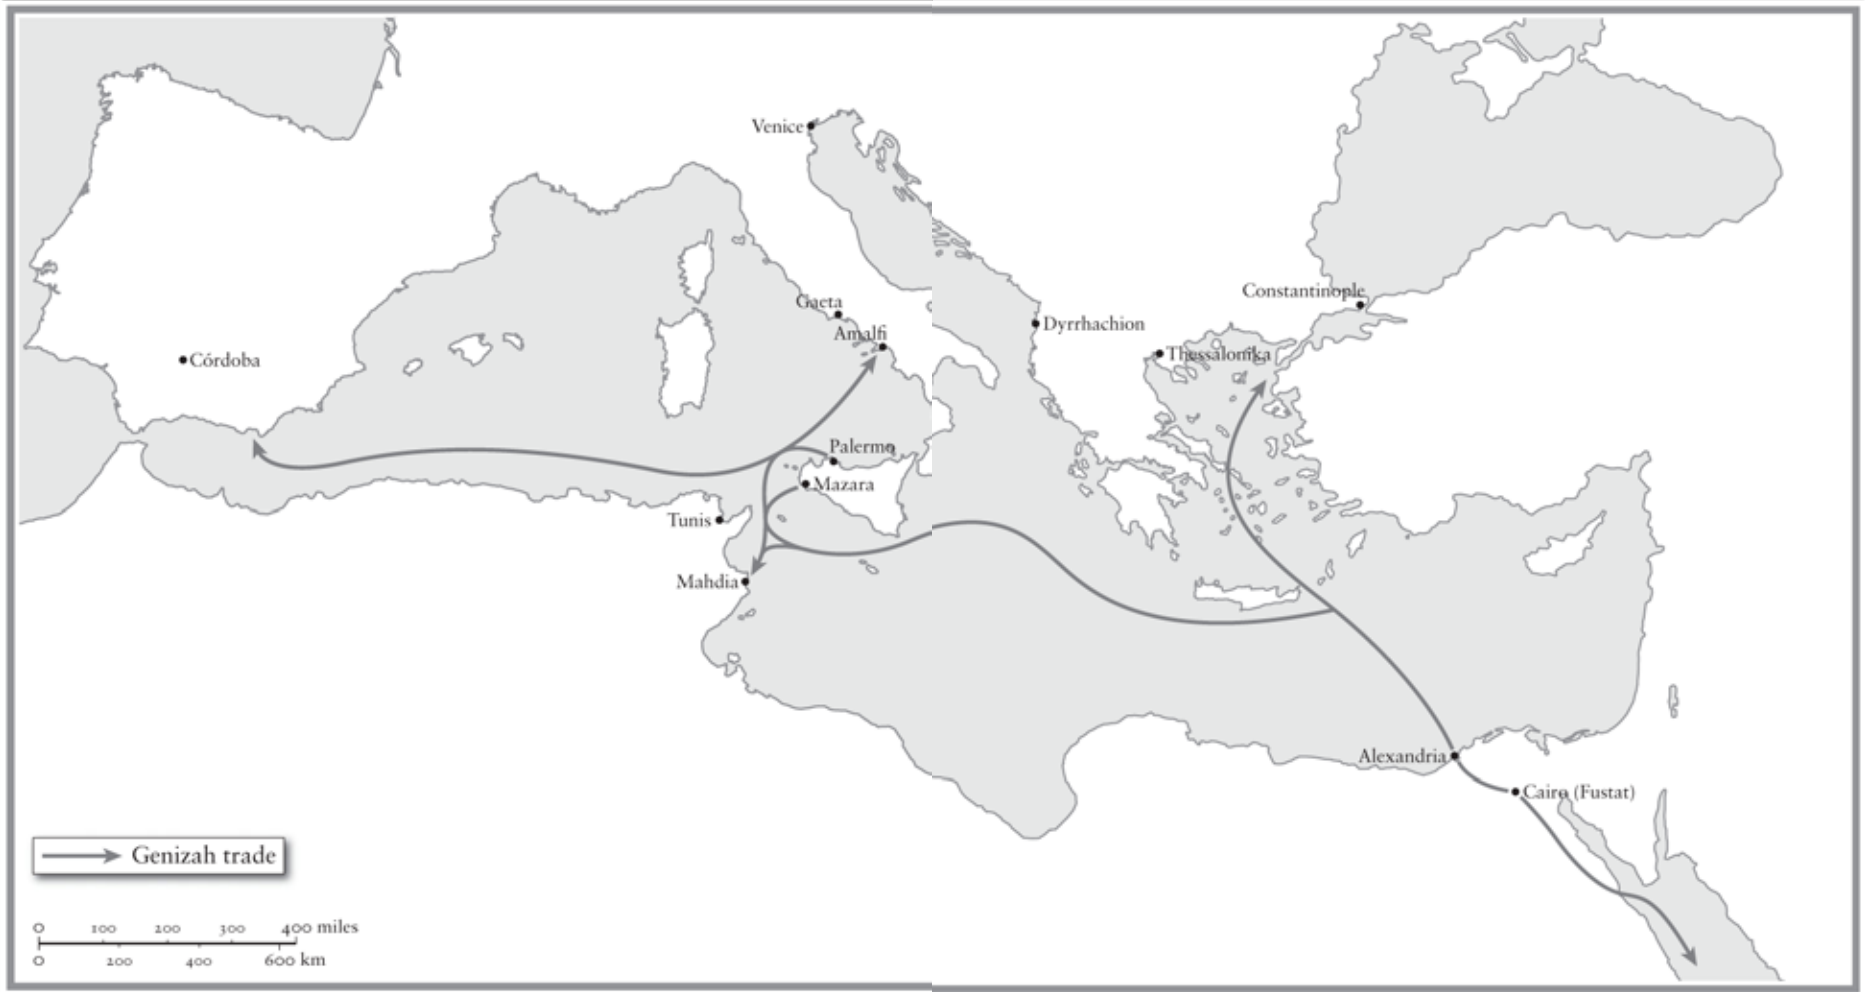 Venice
Constantinople
Gaeta
Dyrrhachion
Amalfi
Thessalonika
Córdoba
Palermo
Mazara
Tunis
Mahdia
Alexandria
Cairo (Fustat)
Genizah trade
0 100 200 300 400 miles
0 200 400 600 km